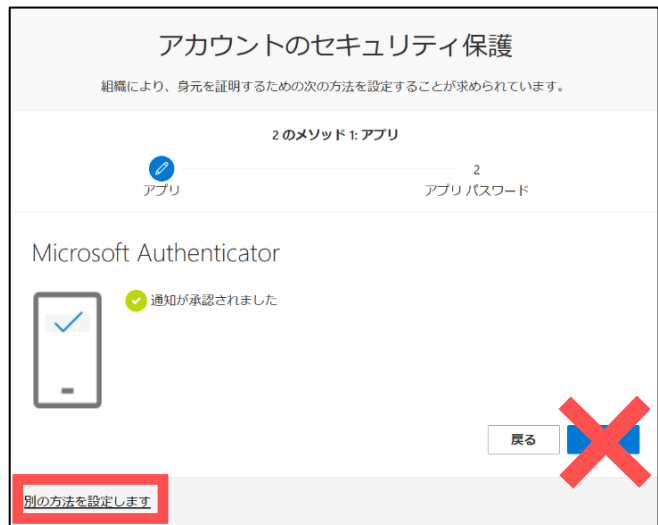 アカウントのセキュリティ保護
組織により、身元を証明するための次の方法を設定することが求められています。
2 のメソッド 1: アプリ
2
アプリ
アプリ パスワード
Microsoft Authenticator
通知が承認されました
戻る
別の方法を設定します